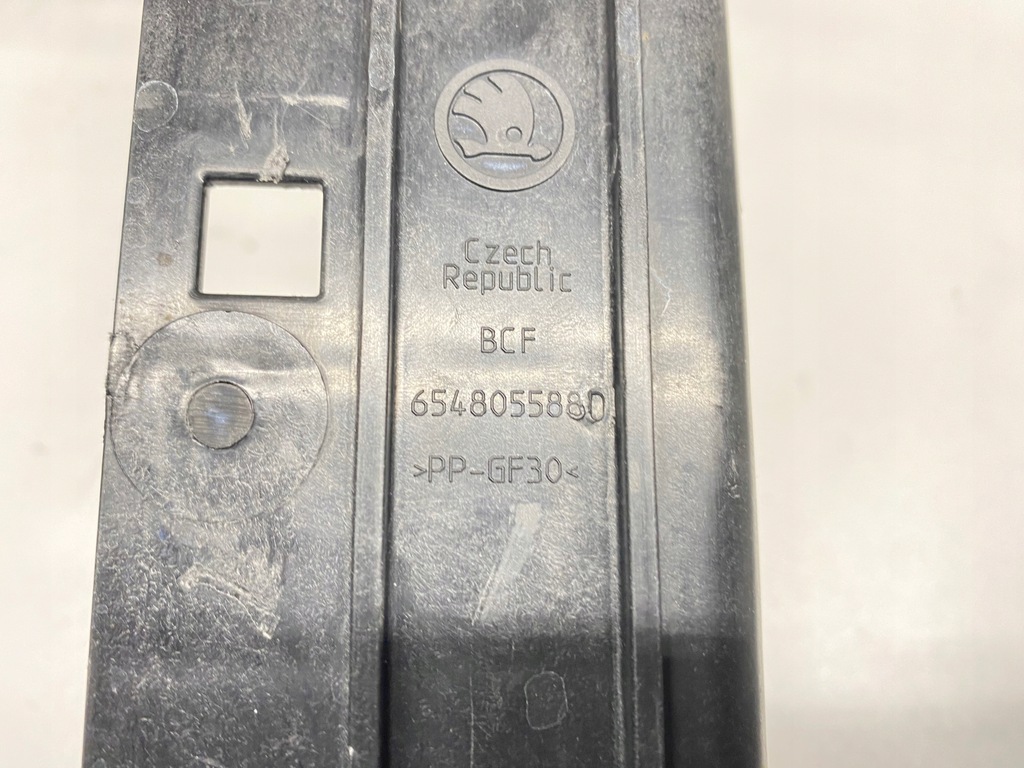 Czech
Republic
BCF
654805588D
>PP-GF30<